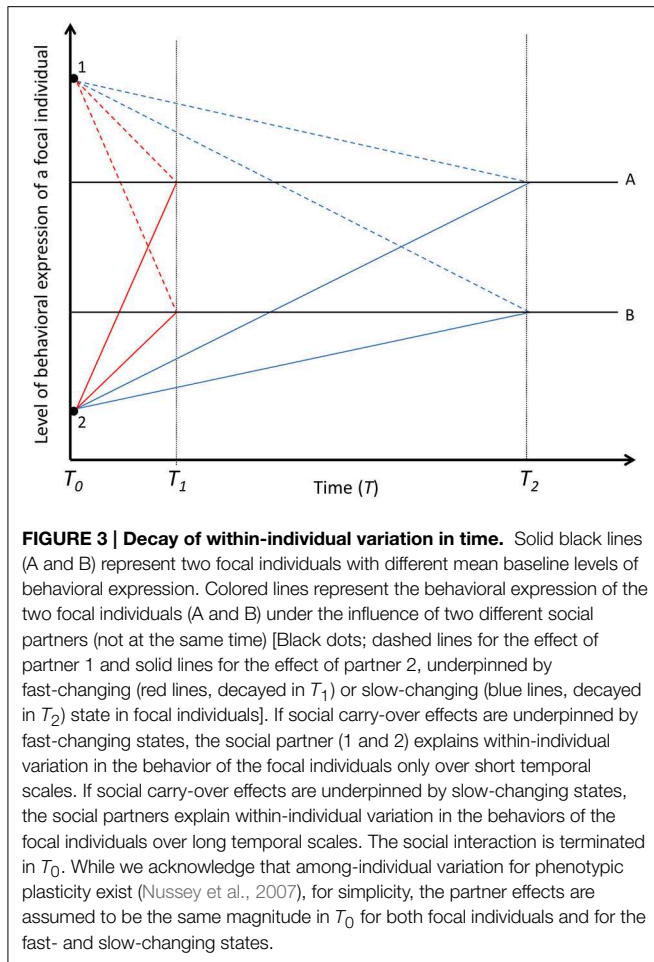 Level of behavioral expression of a focal individual
1
A
B
2
T0
T1
Time (T)
T2
FIGURE 3 | Decay of within-individual variation in time. Solid black lines
(A and B) represent two focal individuals with different mean baseline levels of
behavioral expression. Colored lines represent the behavioral expression of the
two focal individuals (A and B) under the influence of two different social
partners (not at the same time) [Black dots; dashed lines for the effect of
partner 1 and solid lines for the effect of partner 2, underpinned by
fast-changing (red lines, decayed in T1) or slow-changing (blue lines, decayed
in T2) state in focal individuals]. If social carry-over effects are underpinned by
fast-changing states, the social partner (1 and 2) explains within-individual
variation in the behavior of the focal individuals only over short temporal
scales. If social carry-over effects are underpinned by slow-changing states,
the social partners explain within-individual variation in the behaviors of the
focal individuals over long temporal scales. The social interaction is terminated
in T0. While we acknowledge that among-individual variation for phenotypic
plasticity exist (Nussey et al., 2007), for simplicity, the partner effects are
assumed to be the same magnitude in T0 for both focal individuals and for the
fast- and slow-changing states.